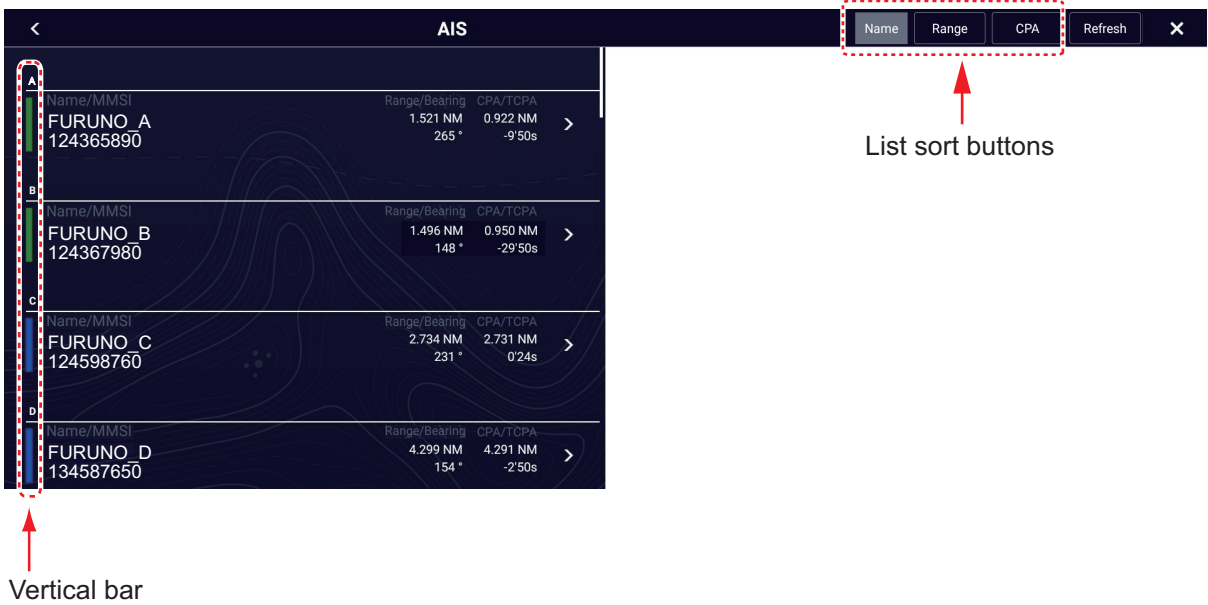 AIS
Name Range CPA Refresh
List sort buttons
A
Name/MMSI Range/Bearing CPA/TCPA
FURUNO_A 1.521 NM 0.922 NM
124365890 265 ° -9'50s
B
Name/MMSI Range/Bearing CPA/TCPA
FURUNO_B 1.496 NM 0.950 NM
124367980 148 ° -29'50s
C
Name/MMSI Range/Bearing CPA/TCPA
FURUNO_C 2.734 NM 2.731 NM
124598760 231 ° 0'24s
D
Name/MMSI Range/Bearing CPA/TCPA
FURUNO_D 4.299 NM 4.291 NM
134587650 154 ° -2'50s
Vertical bar